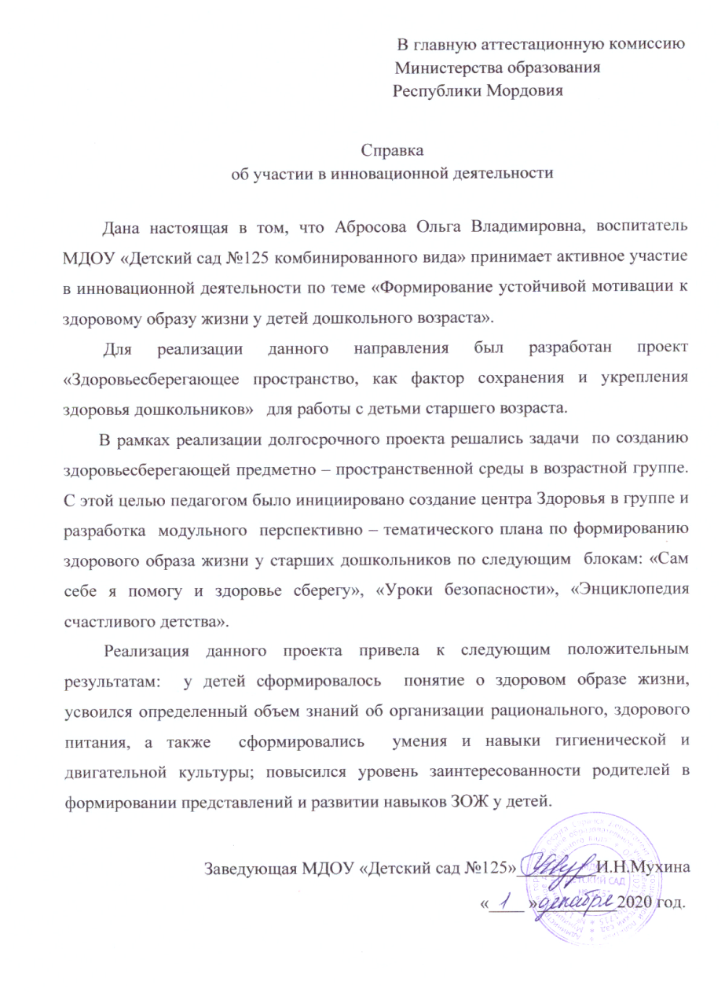 В главную аттестационную комиссию
Министерства образования
Республики Мордовия
Справка
об участии в инновационной деятельности
Дана настоящая в том, что Абросова Ольга Владимировна, воспитатель
МДОУ «Детский сад №125 комбинированного вида» принимает активное участие
в инновационной деятельности по теме «Формирование устойчивой мотивации к
здоровому образу жизни у детей дошкольного возраста».
Для реализации данного направления был разработан проект
«Здоровьесберегающее пространство, как фактор сохранения и укрепления
здоровья дошкольников» для работы с детьми старшего возраста.
В рамках реализации долгосрочного проекта решались задачи по созданию
здоровьесберегающей предметно – пространственной среды в возрастной группе.
С этой целью педагогом было инициировано создание центра Здоровья в группе и
разработка модульного перспективно – тематического плана по формированию
здорового образа жизни у старших дошкольников по следующим блокам: «Сам
себе я помогу и здоровье сберегу», «Уроки безопасности», «Энциклопедия
счастливого детства».
Реализация данного проекта привела к следующим положительным
результатам: у детей сформировалось понятие о здоровом образе жизни,
усвоился определенный объем знаний об организации рационального, здорового
питания, а также сформировались умения и навыки гигиенической и
двигательной культуры; повысился уровень заинтересованности родителей в
формировании представлений и развитии навыков ЗОЖ у детей.
Заведующая МДОУ «Детский сад №125» И.Н.Мухина
ДЕТСКИЙ САД
« 1 » декабря 2020 год.